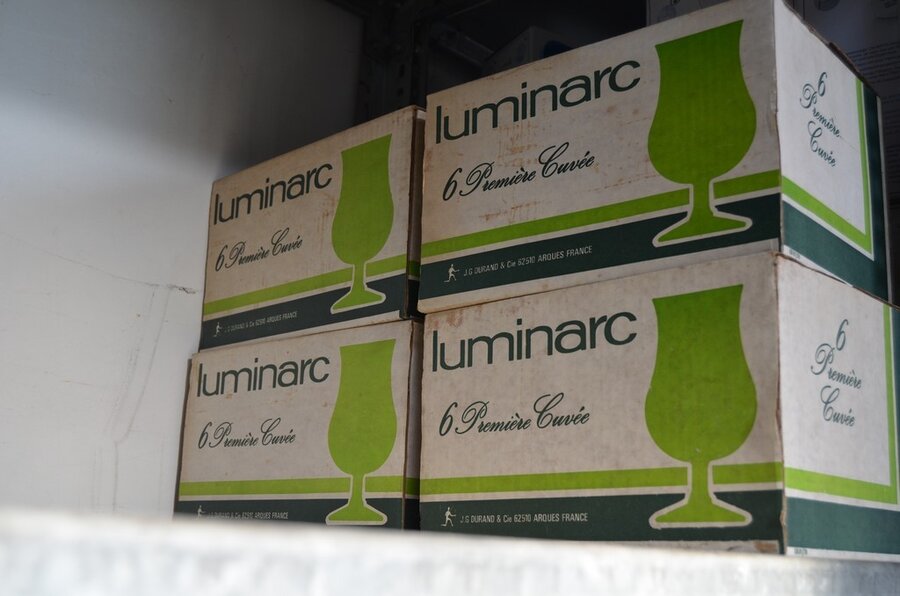 luminarc
6 Première Cuvée
J.G DURAND & Cie 62510 ARQUES FRANCE
luminarc
6 Première Cuvée
J.G DURAND & Cie 62510 ARQUES FRANCE
6
Première
Cuvée
luminarc
6 Première Cuvée
J.G DURAND & Cie 62510 ARQUES FRANCE
luminarc
6 Première Cuvée
J.G DURAND & Cie 62510 ARQUES FRANCE
6
Première
Cuvée